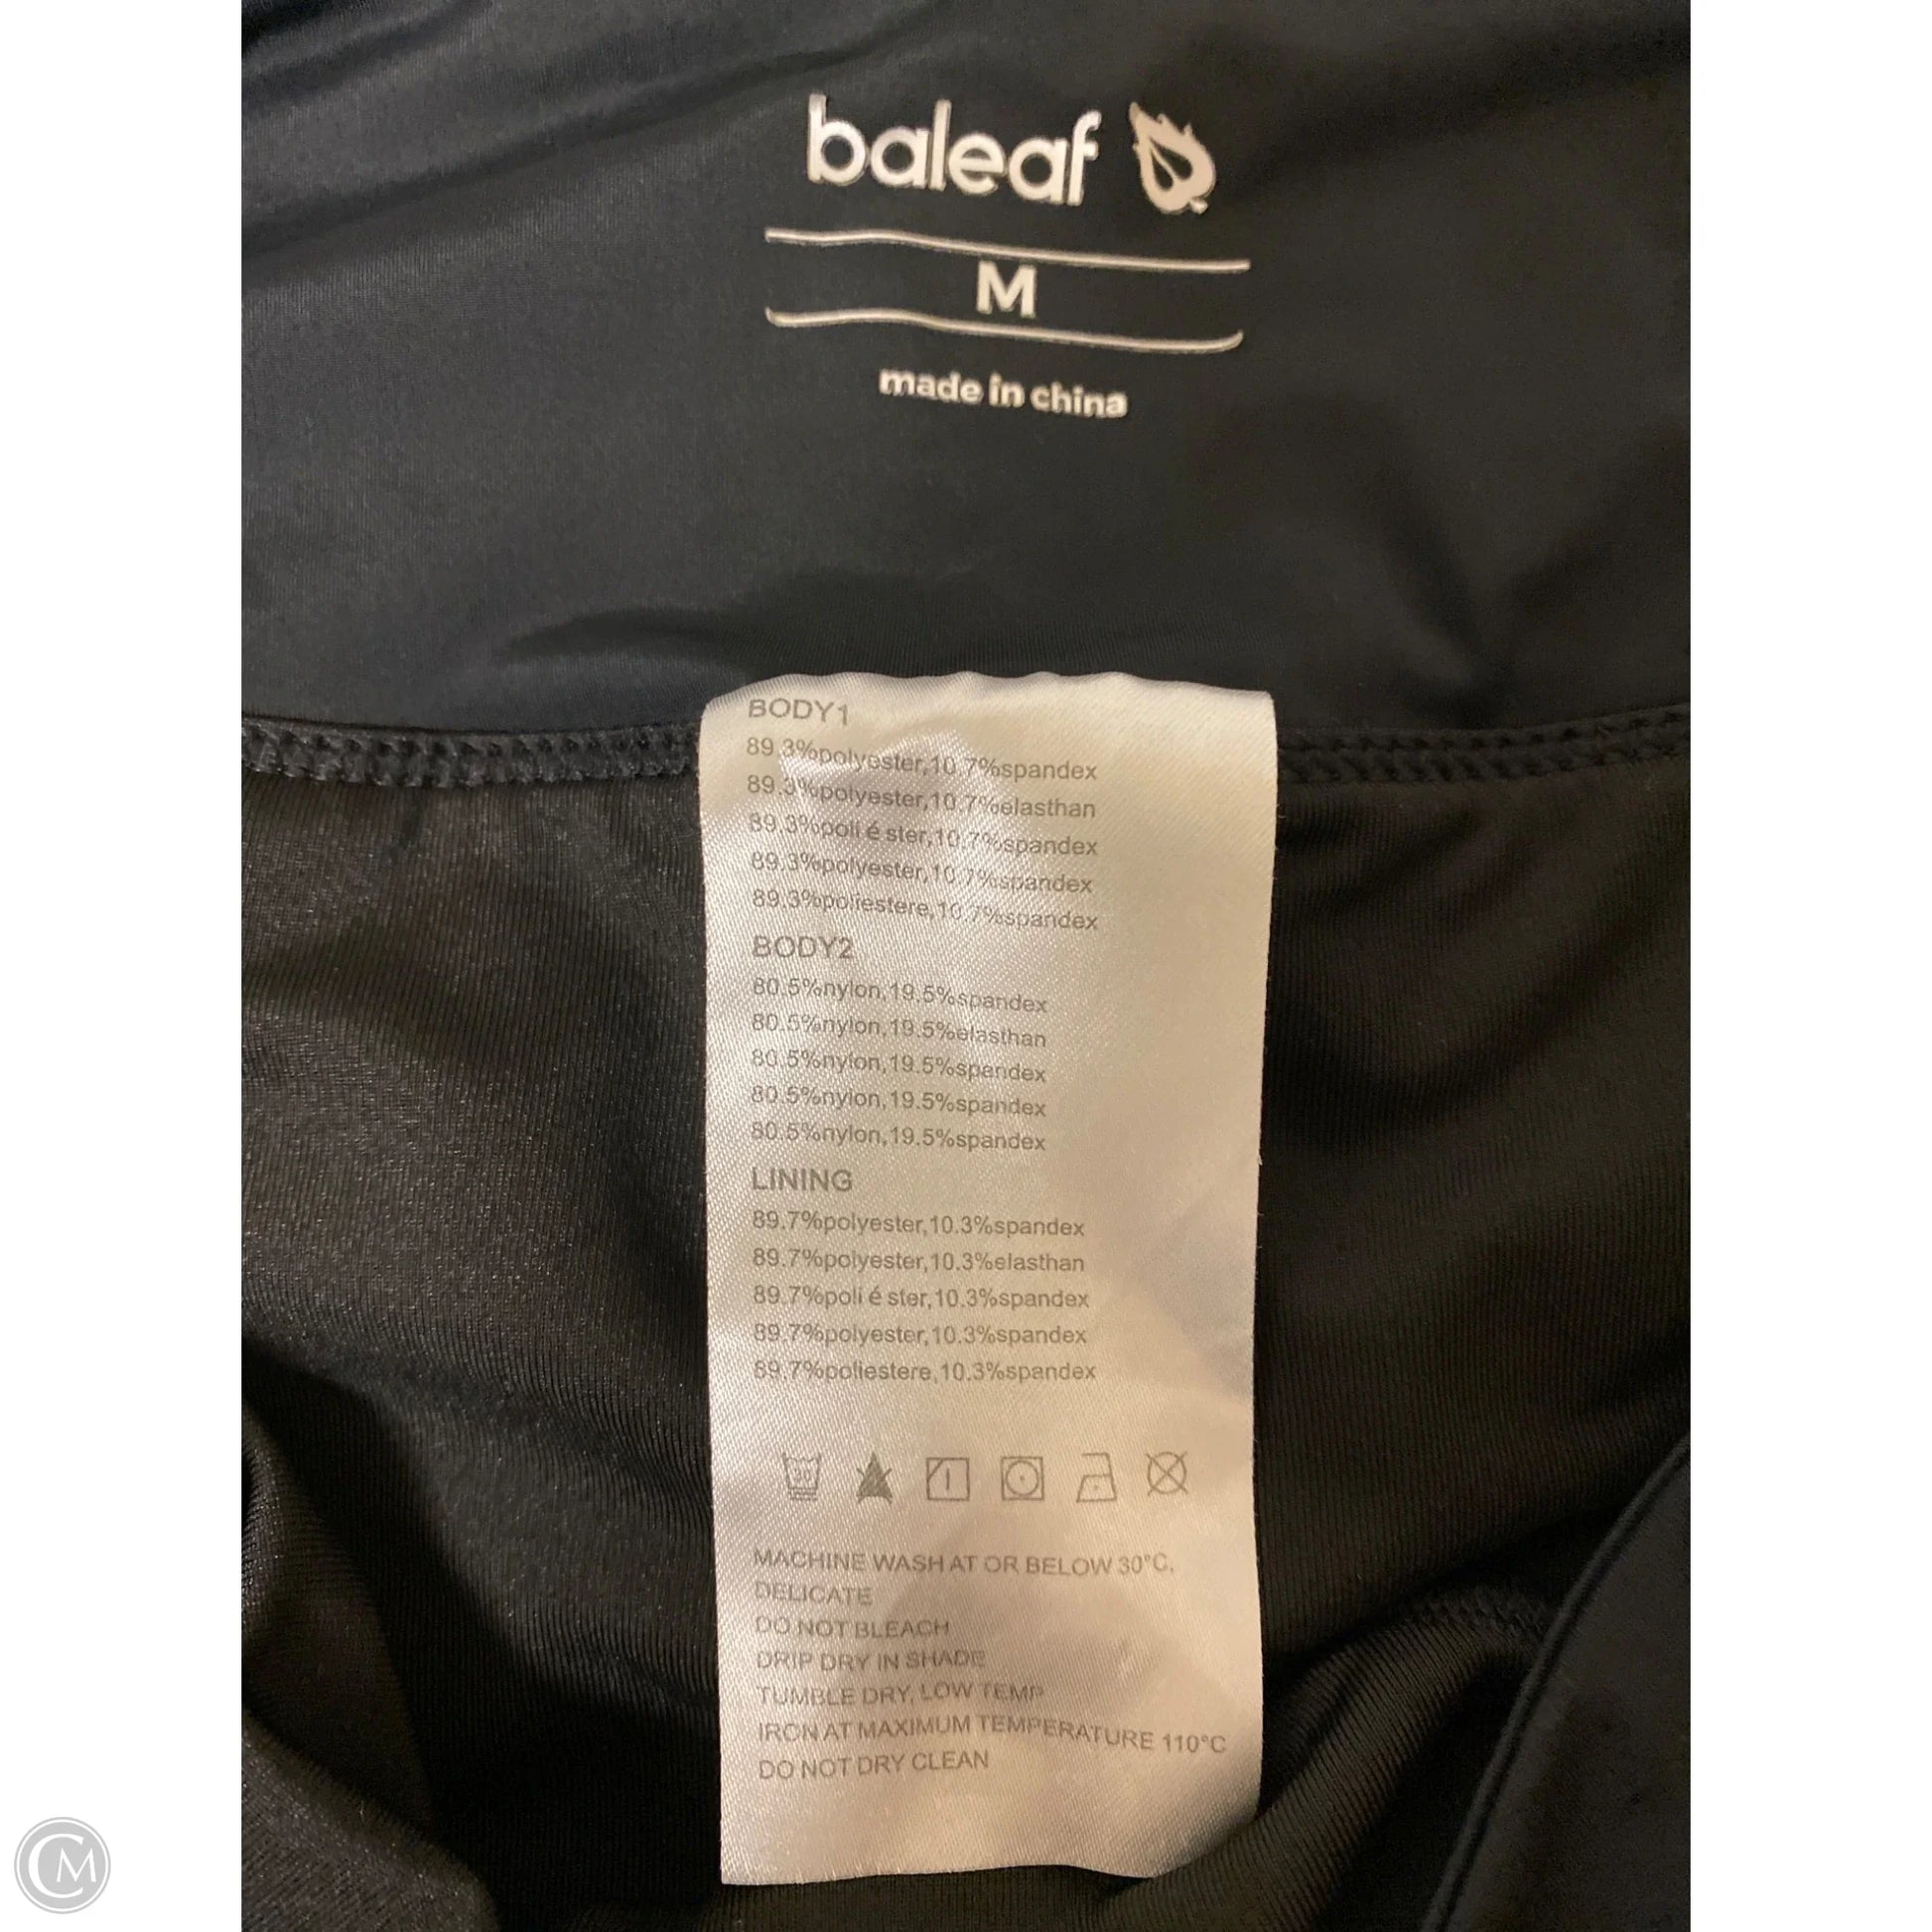 baleaf
M
made in china
BODY1
89.3%polyester,10.7%spandex
89.3%polyester,10.7%elasthan
89.3%poli é ster,10.7%spandex
89.3%polyester,10.7%spandex
89.3%poliestere,10.7%spandex
BODY2
80.5%nylon,19.5%spandex
80.5%nylon,19.5%elasthan
80.5%nylon,19.5%spandex
80.5%nylon,19.5%spandex
80.5%nylon,19.5%spandex
LINING
89.7%polyester,10.3%spandex
89.7%polyester,10.3%elasthan
89.7%poli é ster,10.3%spandex
89.7%polyester,10.3%spandex
89.7%poliestere,10.3%spandex
30
MACHINE WASH AT OR BELOW 30°C,
DELICATE
DO NOT BLEACH
DRIP DRY IN SHADE
TUMBLE DRY, LOW TEMP
IRON AT MAXIMUM TEMPERATURE 110°C
DO NOT DRY CLEAN
CM